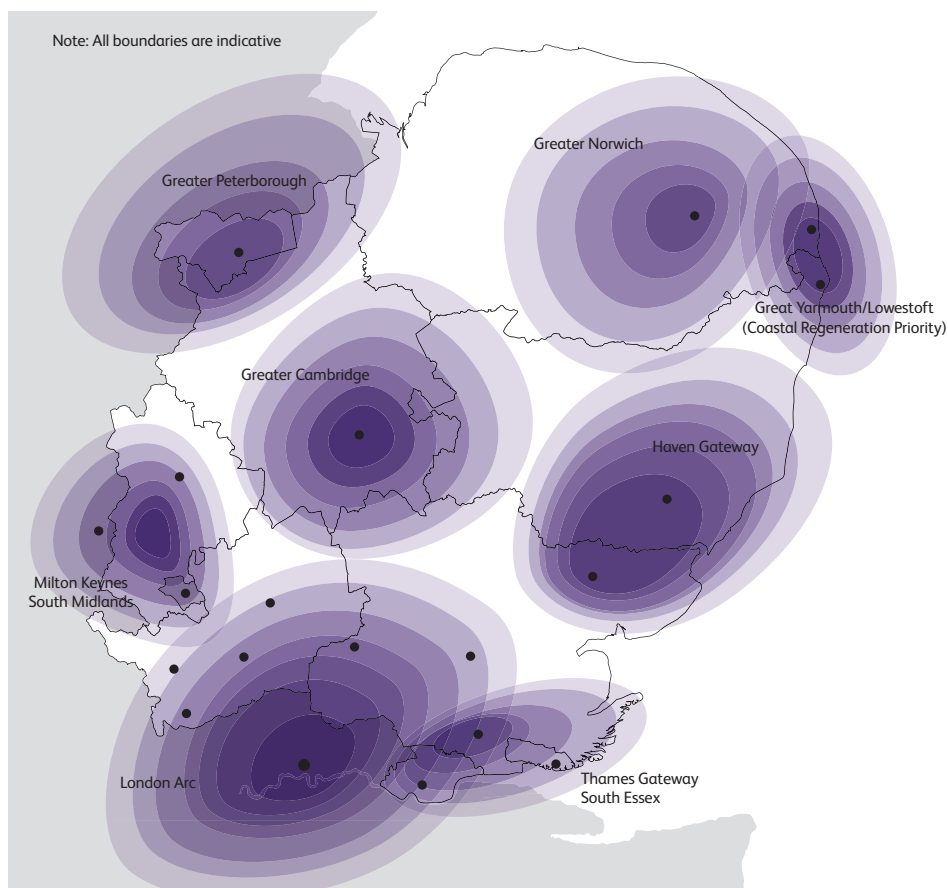 Note: All boundaries are indicative
Greater Norwich
Greater Peterborough
Great Yarmouth/Lowestoft
(Coastal Regeneration Priority)
Greater Cambridge
Haven Gateway
Milton Keynes
South Midlands
London Arc
Thames Gateway
South Essex